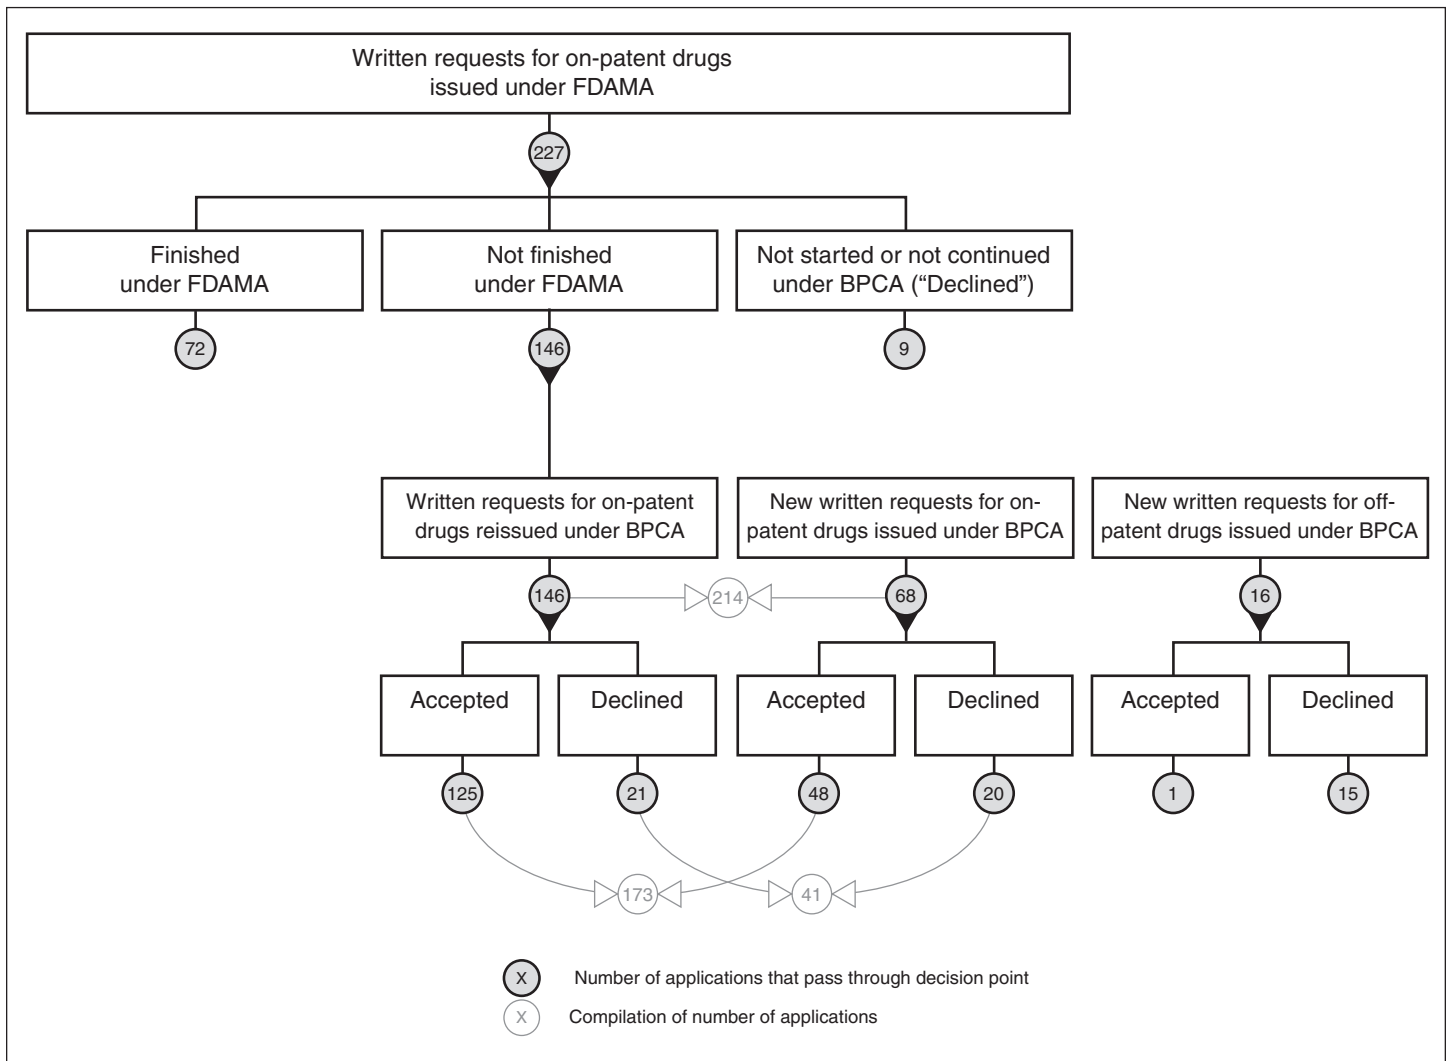 Written requests for on-patent drugs
issued under FDAMA
227
Finished
under FDAMA
Not finished
under FDAMA
Not started or not continued
under BPCA (“Declined”)
72
146
9
Written requests for on-patent
drugs reissued under BPCA
New written requests for on-
patent drugs issued under BPCA
New written requests for off-
patent drugs issued under BPCA
146
214
68
16
Accepted
Declined
Accepted
Declined
Accepted
Declined
125
21
48
20
1
15
173
41
X Number of applications that pass through decision point
X Compilation of number of applications